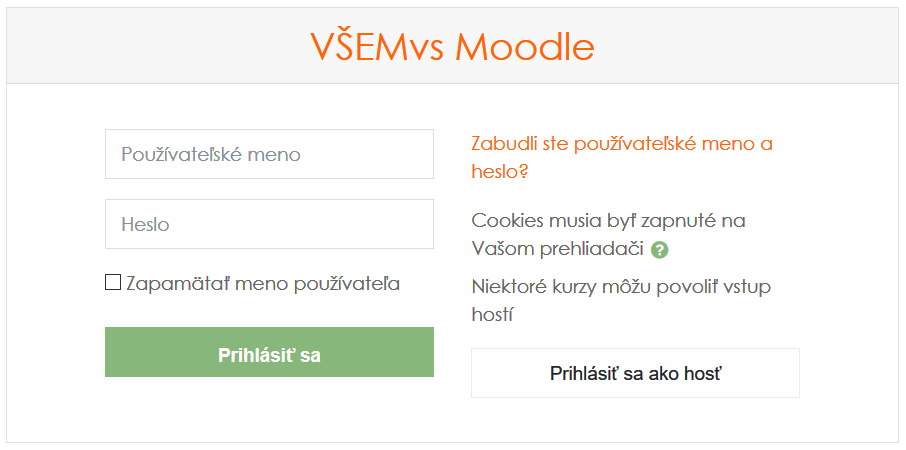 VŠEMvs Moodle
Používateľské meno
Heslo
Zapamätať meno používateľa
Prihlásiť sa
Zabudli ste používateľské meno a
heslo?
Cookies musia byť zapnuté na
Vašom prehliadači ?
Niektoré kurzy môžu povoliť vstup
hostí
Prihlásiť sa ako hosť